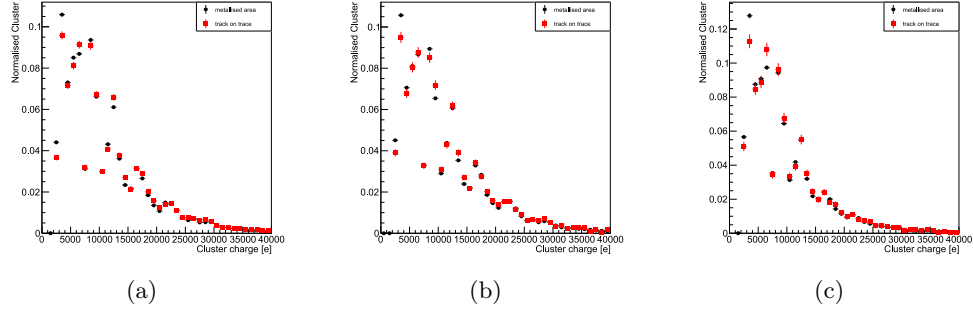 Normalised Cluster
metallised area
track on trace
0.1
0.08
0.06
0.04
0.02
0
0 5000 10000 15000 20000 25000 30000 35000 40000
Cluster charge [e]
(a)
Normalised Cluster
metallised area
track on trace
0.1
0.08
0.06
0.04
0.02
0
0 5000 10000 15000 20000 25000 30000 35000 40000
Cluster charge [e]
(b)
Normalised Cluster
metallised area
track on trace
0.12
0.1
0.08
0.06
0.04
0.02
0
0 5000 10000 15000 20000 25000 30000 35000 40000
Cluster charge [e]
(c)